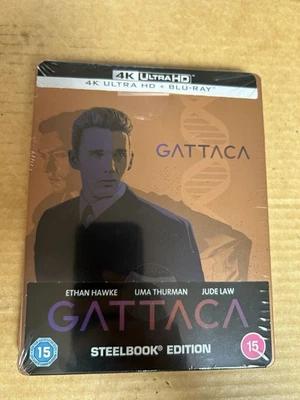 4K ULTRA HD
4K ULTRA HD + BLU-RAY™
GATTACA
ETHAN HAWKE UMA THURMAN JUDE LAW
GATTACA
15 STEELBOOK® EDITION 15